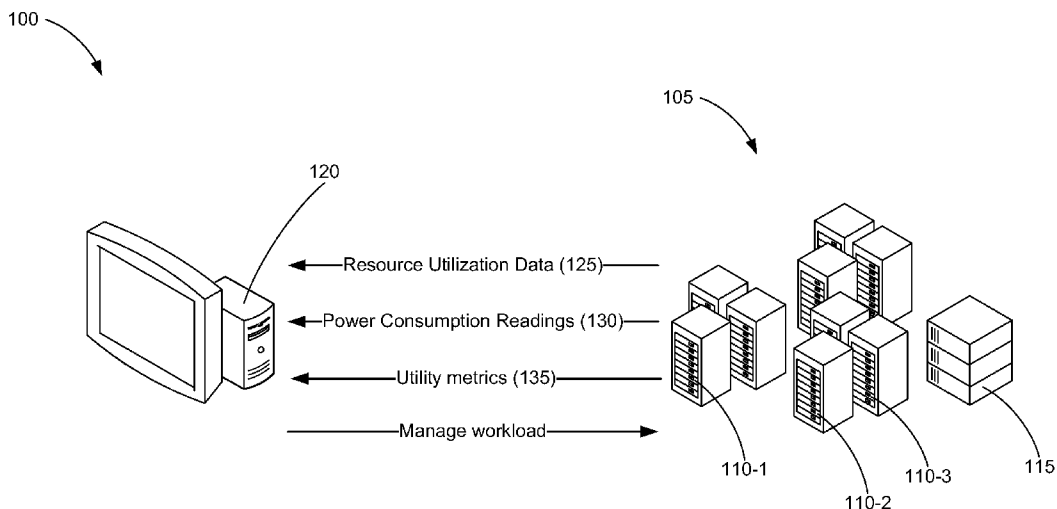 100
105
120
Resource Utilization Data (125)
Power Consumption Readings (130)
Utility metrics (135)
Manage workload
110-1
110-2
110-3
115